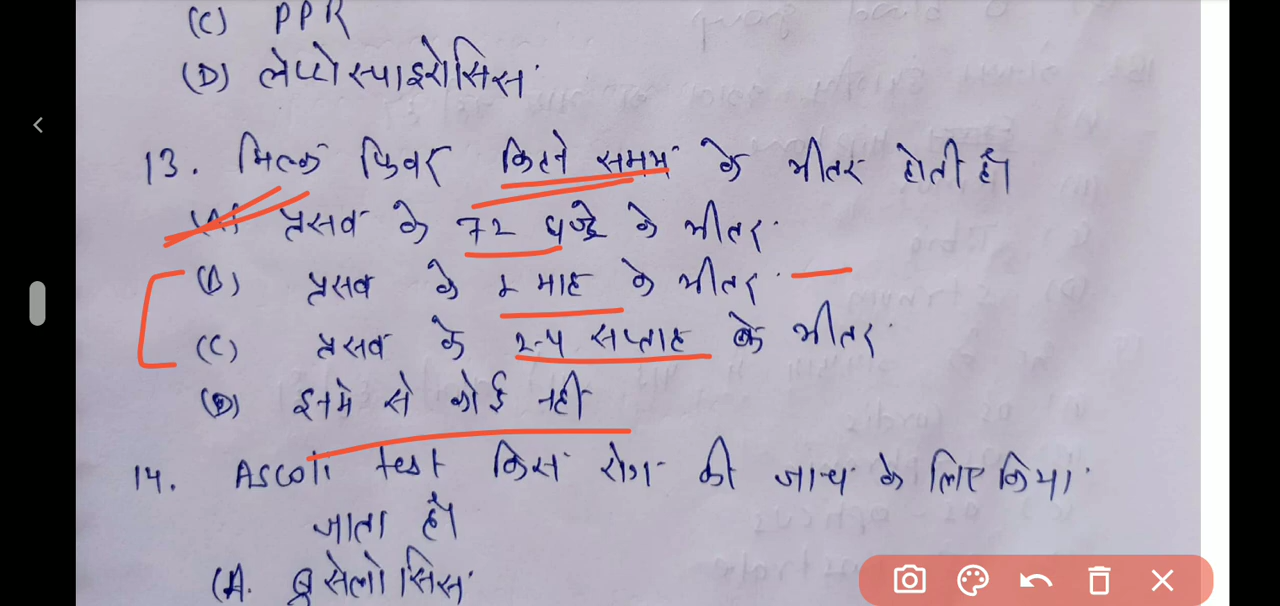 (C) PPR
(D) लेप्टोस्पाइरोसिस
13. मिल्क फिवर कितने समय के भीतर होती है।
(A) प्रसव के 72 घण्टे के भीतर
(B) प्रसव के माह के भीतर
(C) प्रसव के 2-4 सप्ताह के भीतर
(D) इनमे से कोई नही
14. Ascoli test किस रोग की जाच के लिए किया
जाता है।
(A. ब्रुसेलोसिस